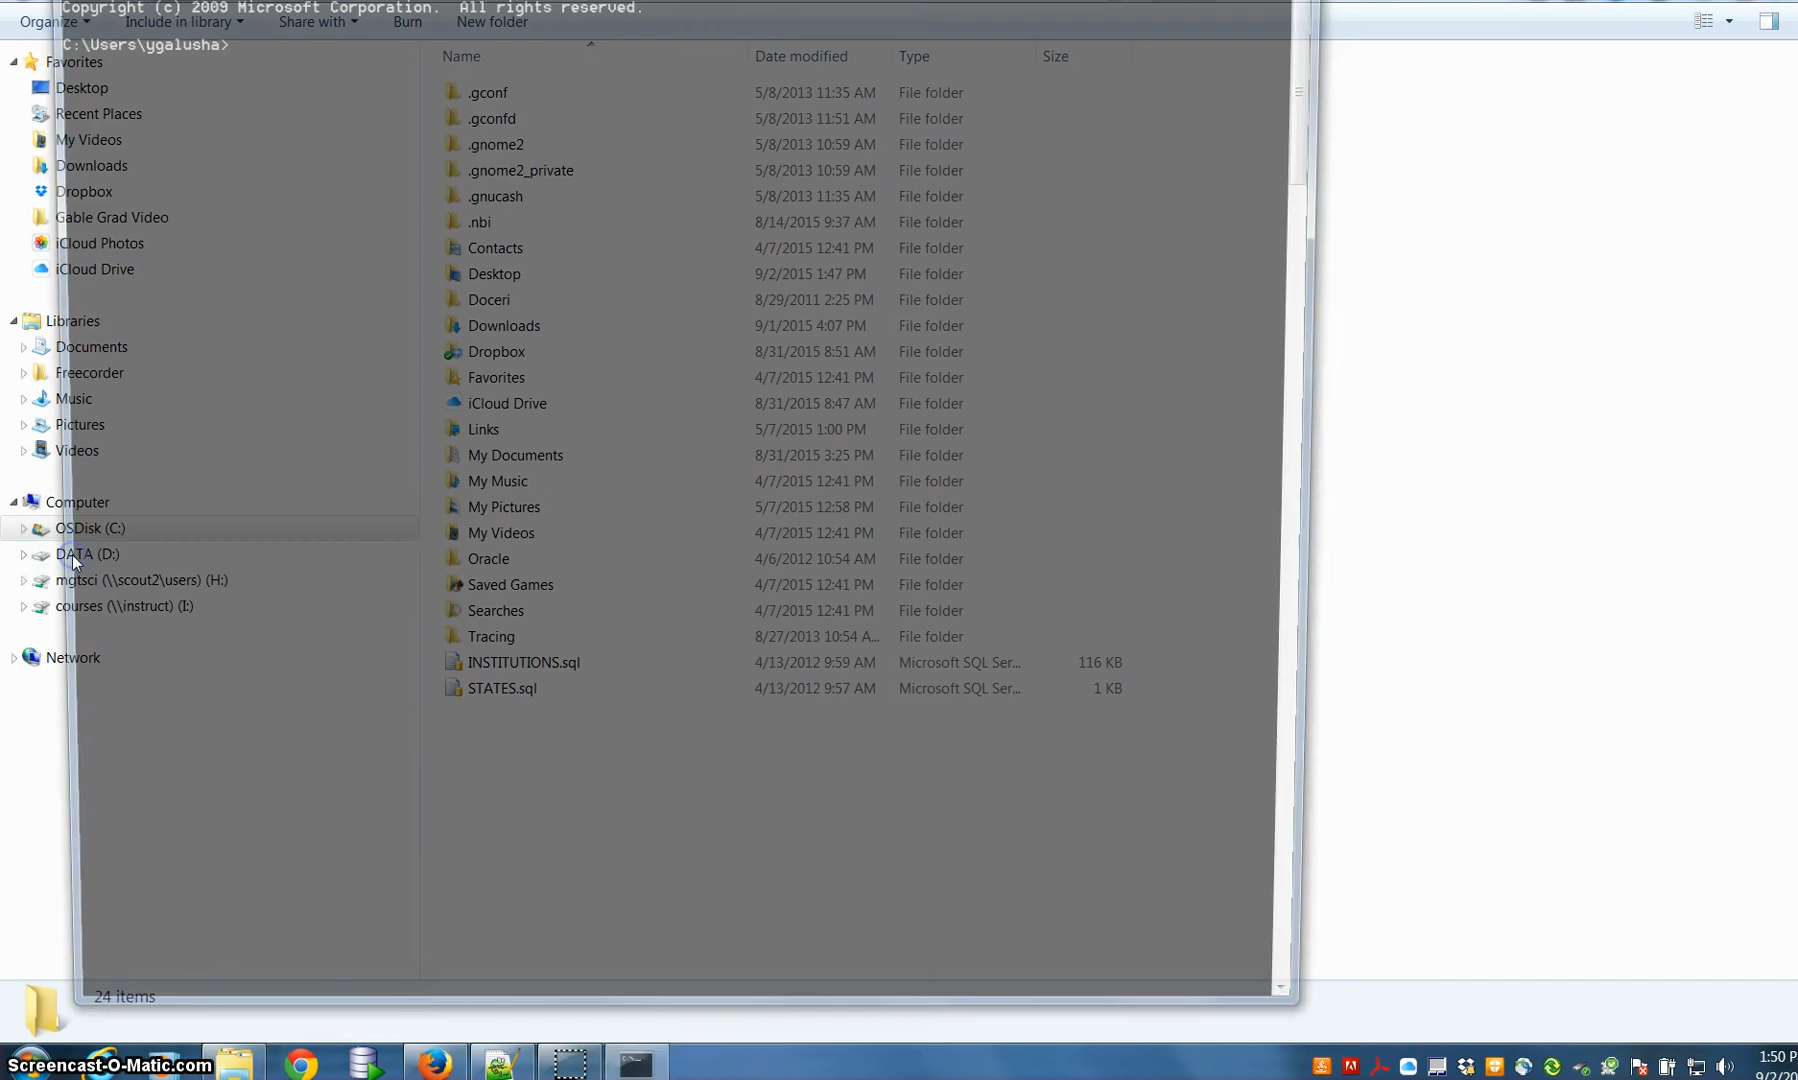 Copyright (c) 2009 Microsoft Corporation.  All rights reserved.
Organize Include in library Share with Burn New folder
C:\Users\ygalusha>
Favorites
Desktop
Recent Places
My Videos
Downloads
Dropbox
Gable Grad Video
iCloud Photos
iCloud Drive
Libraries
Documents
Freecorder
Music
Pictures
Videos
Computer
OSDisk (C:)
DATA (D:)
mgtsci (\\scout2\users) (H:)
courses (\\instruct) (I:)
Network
Name Date modified Type Size
.gconf 5/8/2013 11:35 AM File folder
.gconfd 5/8/2013 11:51 AM File folder
.gnome2 5/8/2013 10:59 AM File folder
.gnome2_private 5/8/2013 10:59 AM File folder
.gnucash 5/8/2013 11:35 AM File folder
.nbi 8/14/2015 9:37 AM File folder
Contacts 4/7/2015 12:41 PM File folder
Desktop 9/2/2015 1:47 PM File folder
Doceri 8/29/2011 2:25 PM File folder
Downloads 9/1/2015 4:07 PM File folder
Dropbox 8/31/2015 8:51 AM File folder
Favorites 4/7/2015 12:41 PM File folder
iCloud Drive 8/31/2015 8:47 AM File folder
Links 5/7/2015 1:00 PM File folder
My Documents 8/31/2015 3:25 PM File folder
My Music 4/7/2015 12:41 PM File folder
My Pictures 5/7/2015 12:58 PM File folder
My Videos 4/7/2015 12:41 PM File folder
Oracle 4/6/2012 10:54 AM File folder
Saved Games 4/7/2015 12:41 PM File folder
Searches 4/7/2015 12:41 PM File folder
Tracing 8/27/2013 10:54 A... File folder
INSTITUTIONS.sql 4/13/2012 9:59 AM Microsoft SQL Ser... 116 KB
STATES.sql 4/13/2012 9:57 AM Microsoft SQL Ser... 1 KB
24 items
Screencast-O-Matic.com
1:50 P
9/2/20